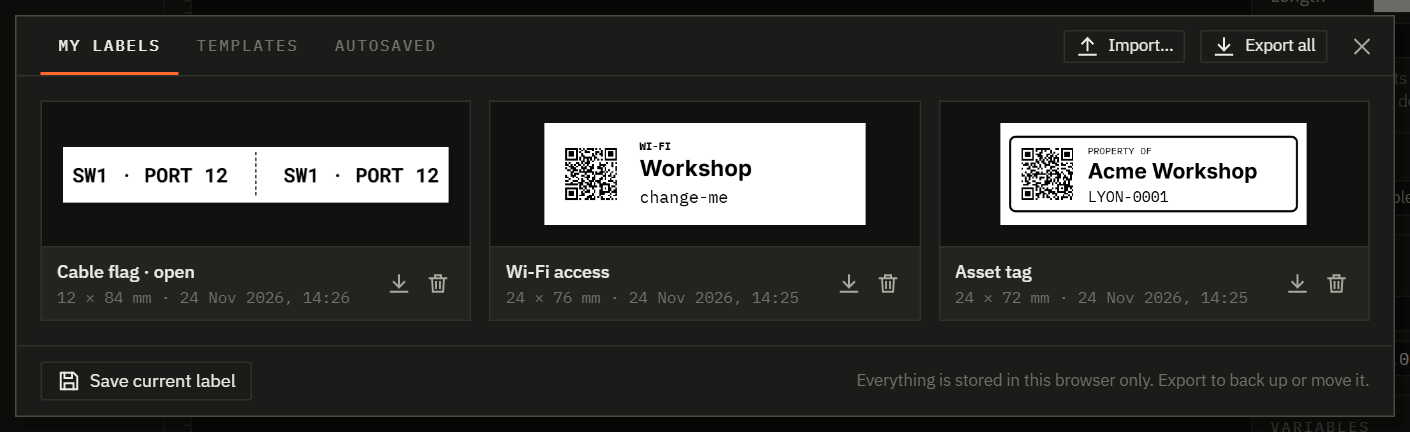 MY LABELS
TEMPLATES
AUTOSAVED
Import...
Export all
SW1 · PORT 12
SW1 · PORT 12
Cable flag · open
12 × 84 mm · 24 Nov 2026, 14:26
WI-FI
Workshop
change-me
Wi-Fi access
24 × 76 mm · 24 Nov 2026, 14:25
PROPERTY OF
Acme Workshop
LYON-0001
Asset tag
24 × 72 mm · 24 Nov 2026, 14:25
Save current label
Everything is stored in this browser only. Export to back up or move it.
VARIABLES